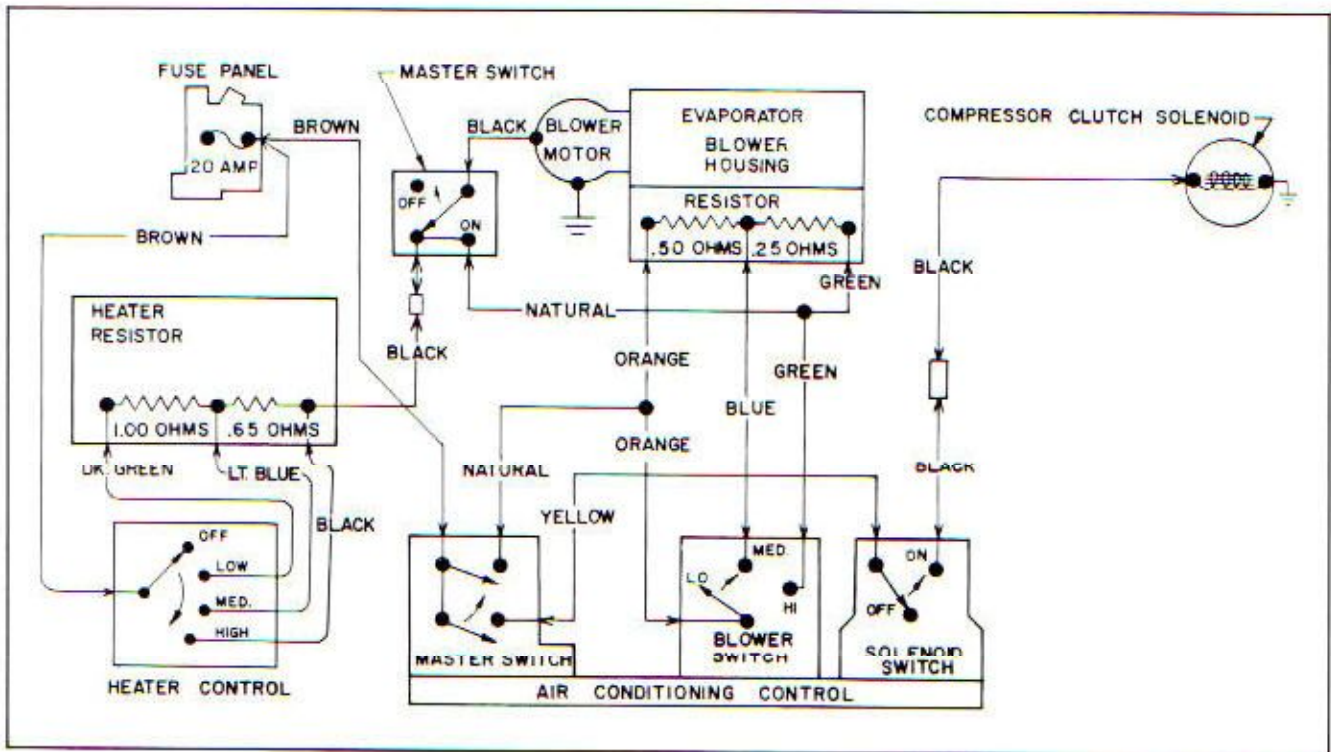 FUSE PANEL
20 AMP
BROWN
BROWN
MASTER SWITCH
OFF
ON
BLACK
BLOWER
MOTOR
EVAPORATOR
BLOWER
HOUSING
RESISTOR
.50 OHMS
.25 OHMS
COMPRESSOR CLUTCH SOLENOID
BLACK
GREEN
NATURAL
HEATER
RESISTOR
1.00 OHMS
.65 OHMS
BLACK
ORANGE
GREEN
BLUE
ORANGE
DK. GREEN
LT. BLUE
NATURAL
BLACK
YELLOW
BLACK
OFF
LOW
MED.
HIGH
HEATER CONTROL
MASTER SWITCH
MED.
LO
HI
BLOWER
SWITCH
ON
OFF
SOLENOID
SWITCH
AIR CONDITIONING CONTROL